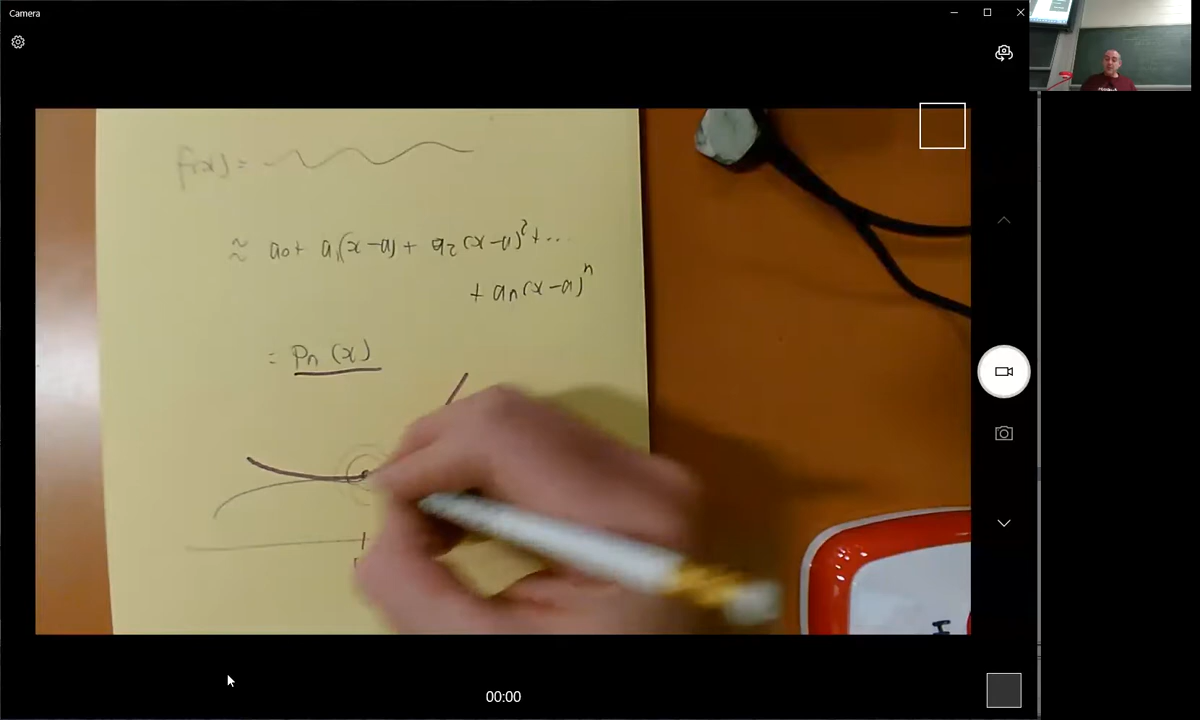 Camera
f(x) =
≈ a0 + a1(x-a) + a2(x-a)² + ...
+ an(x-a)ⁿ
= Pn(x)
H
00:00